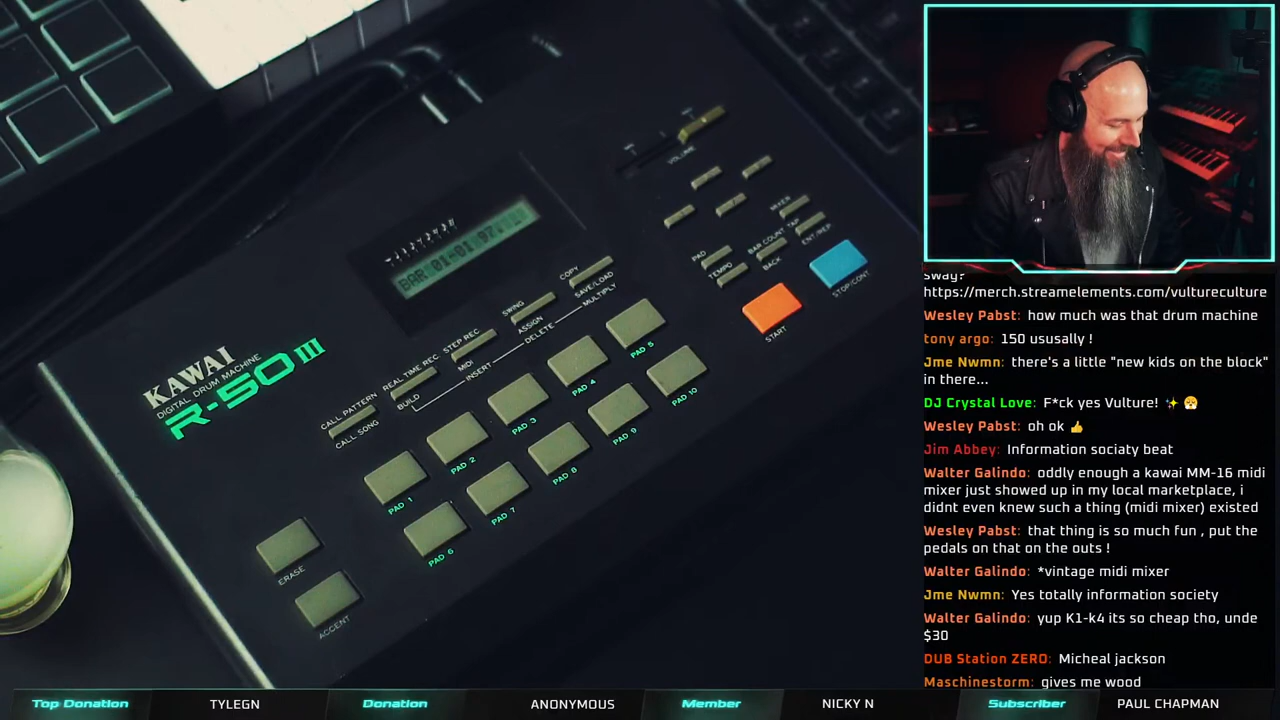 KAWAI
DIGITAL DRUM MACHINE
R-50 III
VOLUME
MIXER
BAR COUNT TAP
ENT/REP
PAD
TEMPO
BACK
START
STOP/CONT.
BAR 01-01
COPY
SAVE/LOAD
MULTIPLY
SWING
ASSIGN
DELETE
STEP REC
MIDI
INSERT
REAL TIME REC
BUILD
CALL PATTERN
CALL SONG
PAD 1
PAD 2
PAD 3
PAD 4
PAD 5
PAD 6
PAD 7
PAD 8
PAD 9
PAD 10
ERASE
ACCENT
sway?
https://merch.streamelements.com/vultureculture
Wesley Pabst: how much was that drum machine
tony argo: 150 ususally !
Jme Nwmn: there's a little "new kids on the block"
in there...
DJ Crystal Love: F*ck yes Vulture! ✨ 😤
Wesley Pabst: oh ok 👍
Jim Abbey: Information sociaty beat
Walter Galindo: oddly enough a kawai MM-16 midi
mixer just showed up in my local marketplace, i
didnt even knew such a thing (midi mixer) existed
Wesley Pabst: that thing is so much fun , put the
pedals on that on the outs !
Walter Galindo: *vintage midi mixer
Jme Nwmn: Yes totally information society
Walter Galindo: yup K1-k4 its so cheap tho, unde
$30
DUB Station ZERO: Micheal jackson
Maschinestorm: gives me wood
Top Donation TYLEGN Donation ANONYMOUS Member NICKY N Subscriber PAUL CHAPMAN